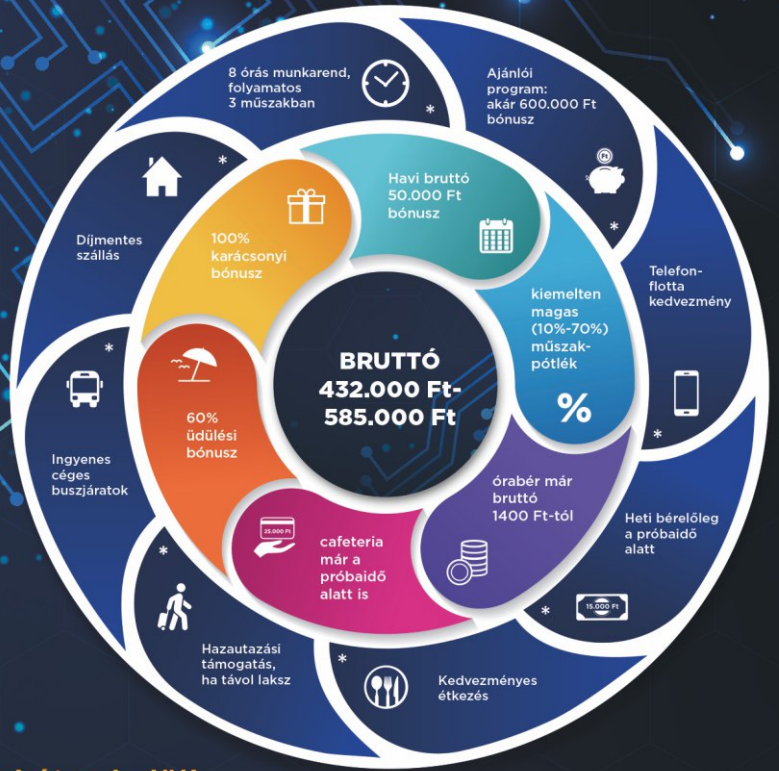 8 órás munkarend,
folyamatos
3 műszakban
*
Ajánlói
program:
akár 600.000 Ft
bónusz
Ft
*
Telefon-
flotta
kedvezmény
*
Heti bérelőleg
a próbaidő
alatt
15.000 Ft
*
Kedvezményes
étkezés
*
Hazautazási
támogatás,
ha távol laksz
*
Ingyenes
céges
buszjáratok
*
Díjmentes
szállás
*
Havi bruttó
50.000 Ft
bónusz
kiemelten
magas
(10%-70%)
műszak-
pótlék
%
órabér már
bruttó
1400 Ft-tól
25.000 Ft
cafeteria
már a
próbaidő
alatt is
60%
üdülési
bónusz
100%
karácsonyi
bónusz
BRUTTÓ
432.000 Ft-
585.000 Ft